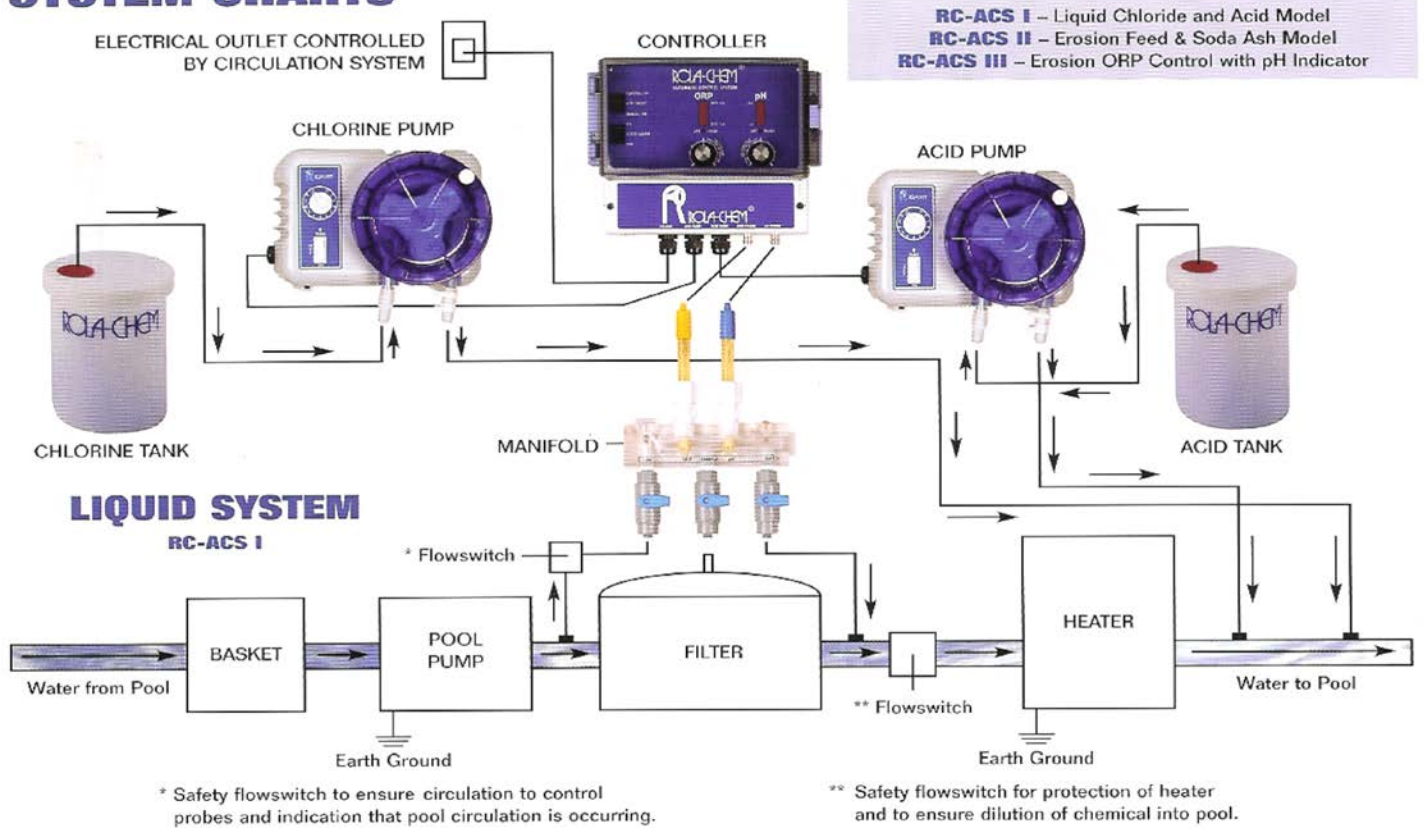 SYSTEM CHARTS
RC-ACS I – Liquid Chloride and Acid Model
RC-ACS II – Erosion Feed & Soda Ash Model
RC-ACS III – Erosion ORP Control with pH Indicator
ELECTRICAL OUTLET CONTROLLED
BY CIRCULATION SYSTEM
CONTROLLER
ROLA-CHEM
ORP
pH
CHLORINE PUMP
ACID PUMP
ROLA-CHEM
ROLA-CHEM
ROLA-CHEM
CHLORINE TANK
MANIFOLD
ACID TANK
LIQUID SYSTEM
RC-ACS I
* Flowswitch
BASKET
POOL
PUMP
FILTER
HEATER
Water from Pool
** Flowswitch
Water to Pool
Earth Ground
Earth Ground
* Safety flowswitch to ensure circulation to control
probes and indication that pool circulation is occurring.
** Safety flowswitch for protection of heater
and to ensure dilution of chemical into pool.